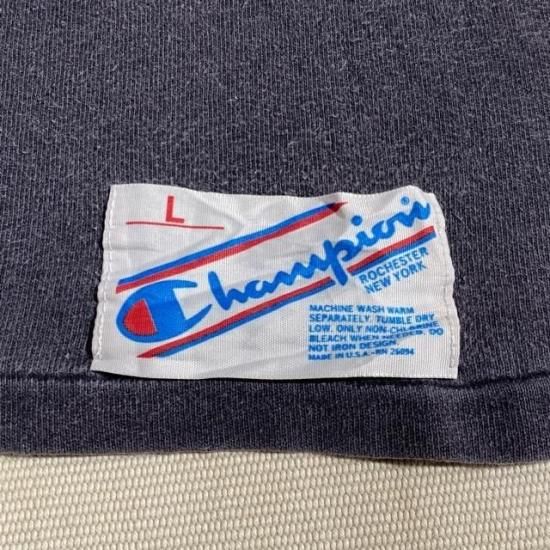 L
Champion
ROCHESTER
NEW YORK
MACHINE WASH WARM
SEPARATELY. TUMBLE DRY
LOW. ONLY NON-CHLORINE
BLEACH WHEN NEEDED. DO
NOT IRON DESIGN.
MADE IN U.S.A.-RN 26094